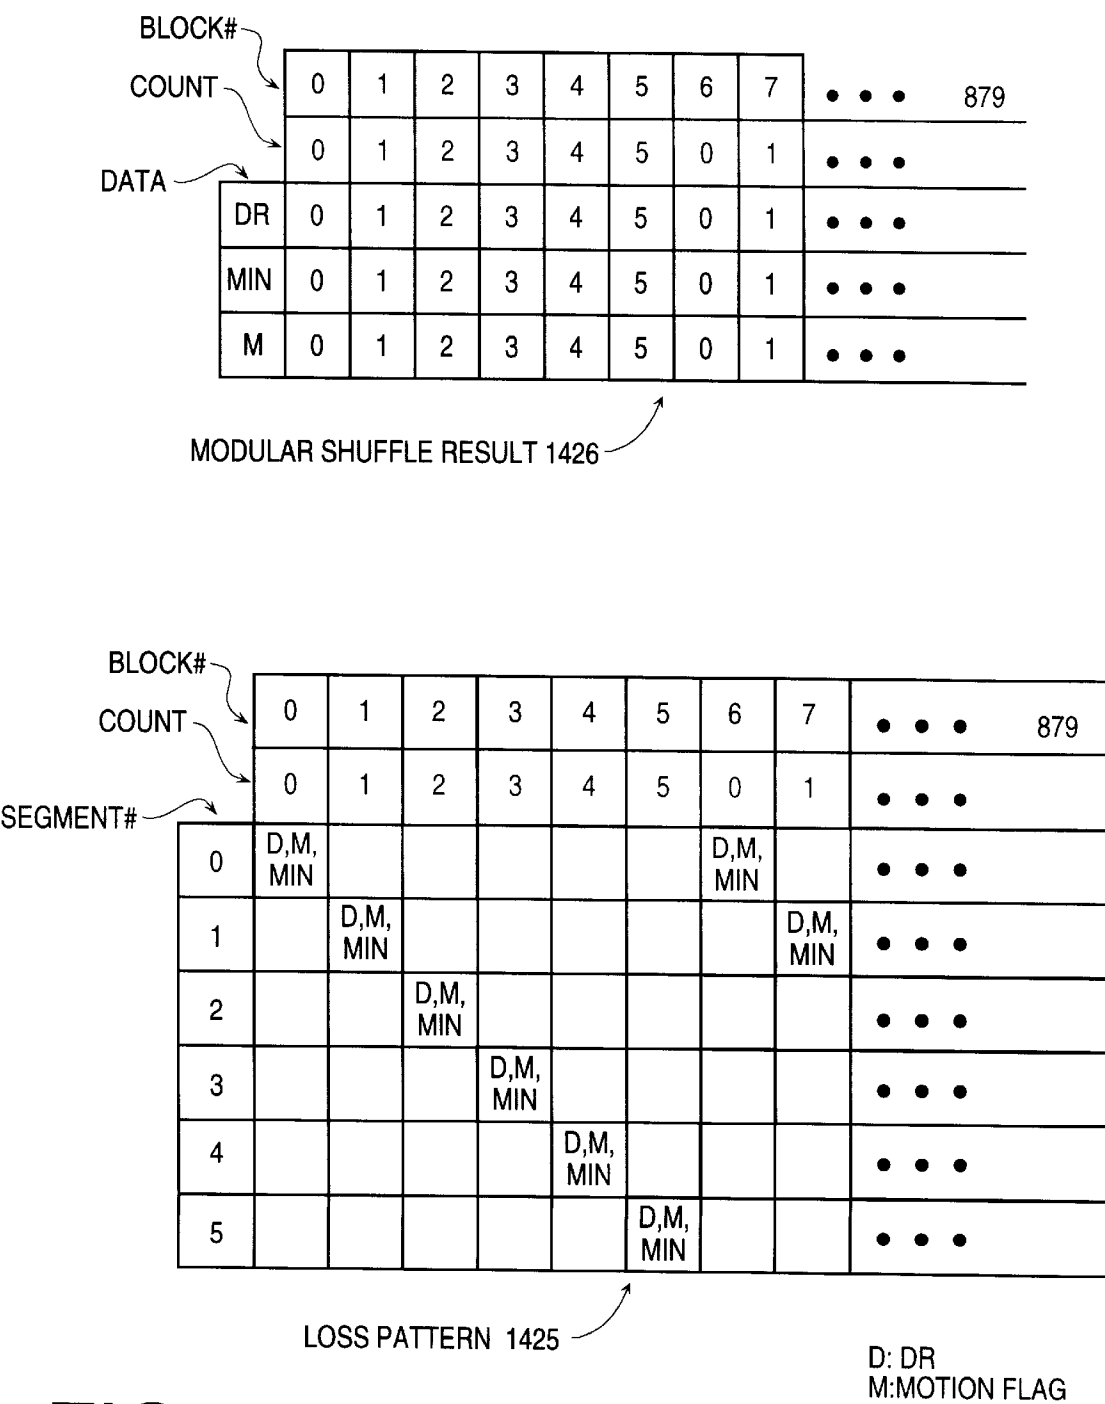 BLOCK#
0 1 2 3 4 5 6 7 ● ● ● 879
COUNT
0 1 2 3 4 5 0 1 ● ● ●
DATA
DR 0 1 2 3 4 5 0 1 ● ● ●
MIN 0 1 2 3 4 5 0 1 ● ● ●
M 0 1 2 3 4 5 0 1 ● ● ●
MODULAR SHUFFLE RESULT 1426
BLOCK#
0 1 2 3 4 5 6 7 ● ● ● 879
COUNT
0 1 2 3 4 5 0 1 ● ● ●
SEGMENT#
0 D,M, MIN D,M, MIN ● ● ●
1 D,M, MIN D,M, MIN ● ● ●
2 D,M, MIN ● ● ●
3 D,M, MIN ● ● ●
4 D,M, MIN ● ● ●
5 D,M, MIN ● ● ●
LOSS PATTERN 1425
D: DR
M:MOTION FLAG